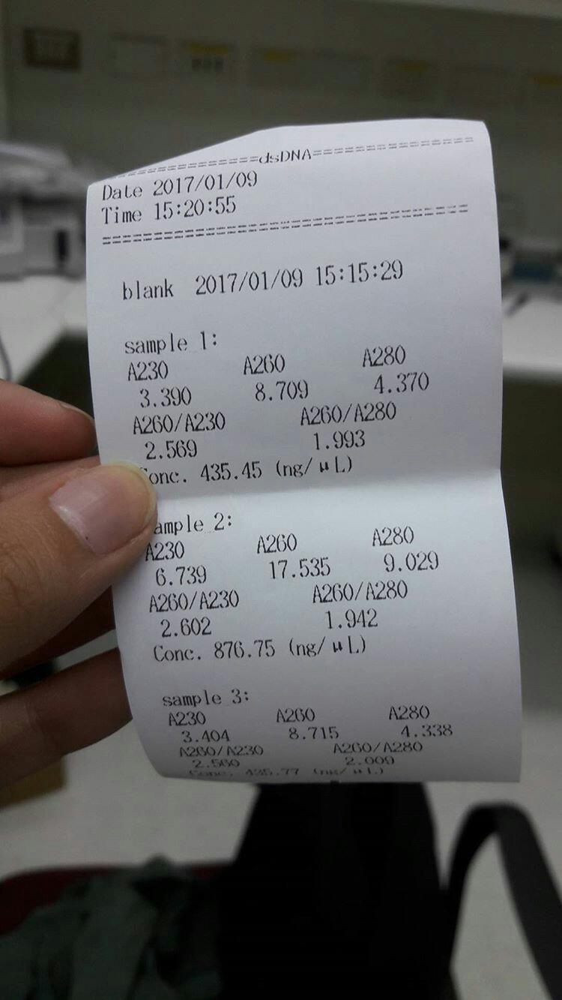 ==============dsDNA==============
Date 2017/01/09
Time 15:20:55
=================================
blank 2017/01/09 15:15:29
sample 1:
A230 A260 A280
3.390 8.709 4.370
A260/A230 A260/A280
2.569 1.993
onc. 435.45 (ng/μL)
ample 2:
A230 A260 A280
6.739 17.535 9.029
A260/A230 A260/A280
2.602 1.942
Conc. 876.75 (ng/μL)
sample 3:
A230 A260 A280
3.404 8.715 4.338
A260/A230 A260/A280
2.560 2.009
Conc. 435.77 (ng/μL)